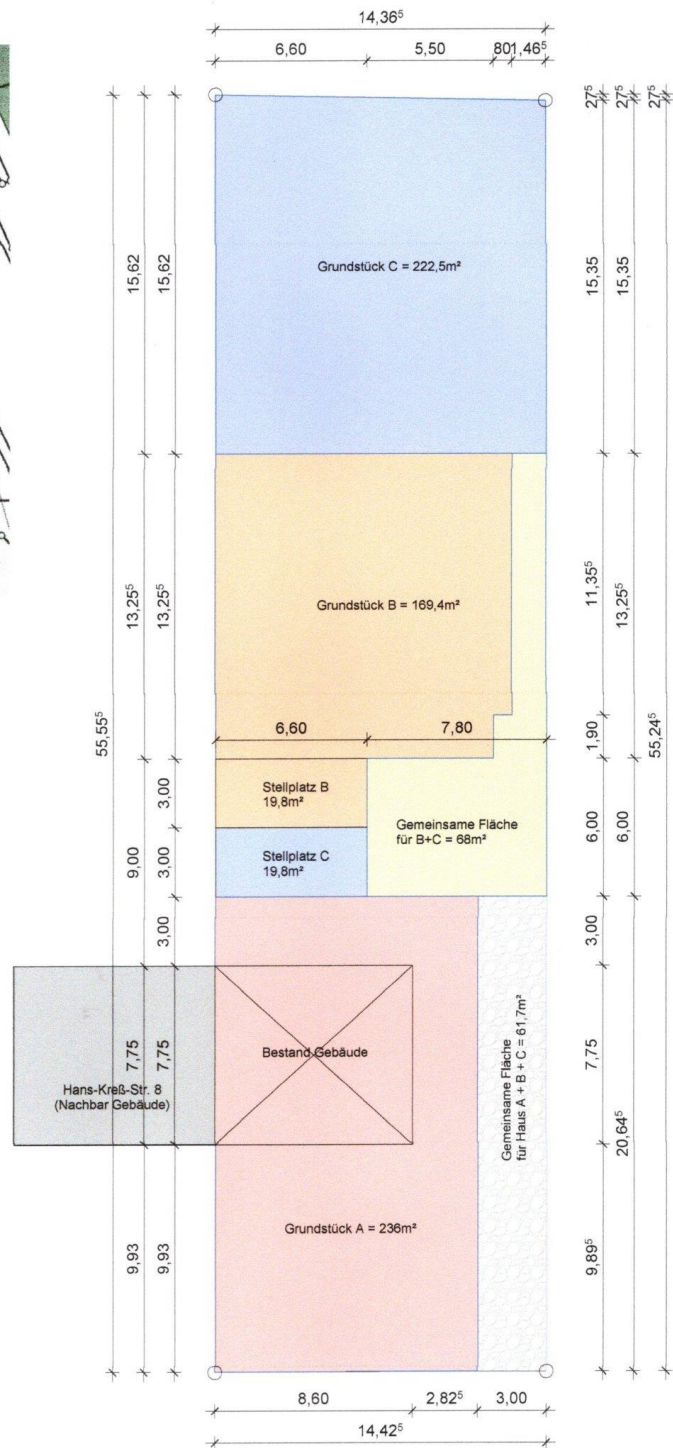 14,36⁵
6,60 5,50 80 1,46⁵
27⁵ 27⁵ 27⁵
15,62 15,62
Grundstück C = 222,5m²
15,35 15,35
13,25⁵ 13,25⁵
Grundstück B = 169,4m²
11,35⁵ 13,25⁵
55,55⁵
6,60 7,80
1,90
55,24⁵
3,00
Stellplatz B
19,8m²
Gemeinsame Fläche
für B+C = 68m²
6,00 6,00
9,00 3,00
Stellplatz C
19,8m²
3,00
3,00
7,75 7,75
Bestand Gebäude
Hans-Kreß-Str. 8
(Nachbar Gebäude)
Gemeinsame Fläche
für Haus A + B + C = 61,7m²
7,75
20,64⁵
Grundstück A = 236m²
9,93 9,93
9,89⁵
8,60 2,82⁵ 3,00
14,42⁵